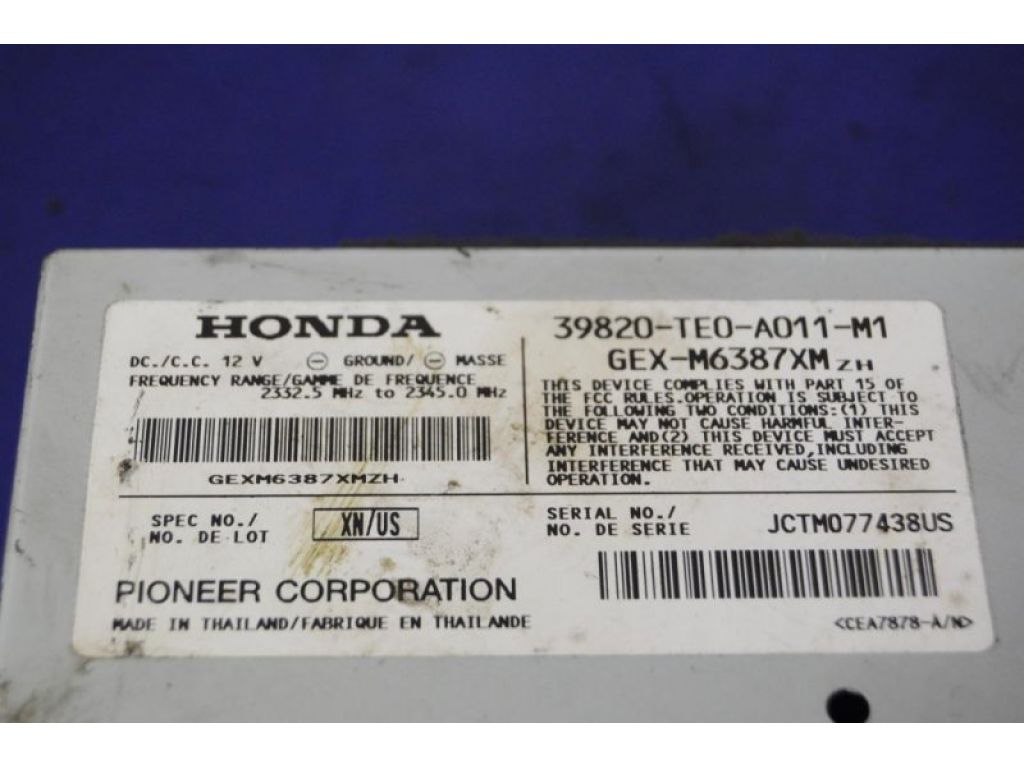 HONDA
DC./C.C. 12 V ⊖ GROUND/ ⊖ MASSE
FREQUENCY RANGE/GAMME DE FREQUENCE
2332.5 MHz to 2345.0 MHz
GEXM6387XMZH
39820-TE0-A011-M1
GEX-M6387XM ZH
THIS DEVICE COMPLIES WITH PART 15 OF
THE FCC RULES.OPERATION IS SUBJECT TO
THE FOLLOWING TWO CONDITIONS:(1) THIS
DEVICE MAY NOT CAUSE HARMFUL INTER-
FERENCE AND(2) THIS DEVICE MUST ACCEPT
ANY INTERFERENCE RECEIVED,INCLUDING
INTERFERENCE THAT MAY CAUSE UNDESIRED
OPERATION.
SPEC NO./
NO. DE LOT
XN/US
SERIAL NO./
NO. DE SERIE
JCTM077438US
PIONEER CORPORATION
MADE IN THAILAND/FABRIQUE EN THAILANDE
<CEA7878-A/N>